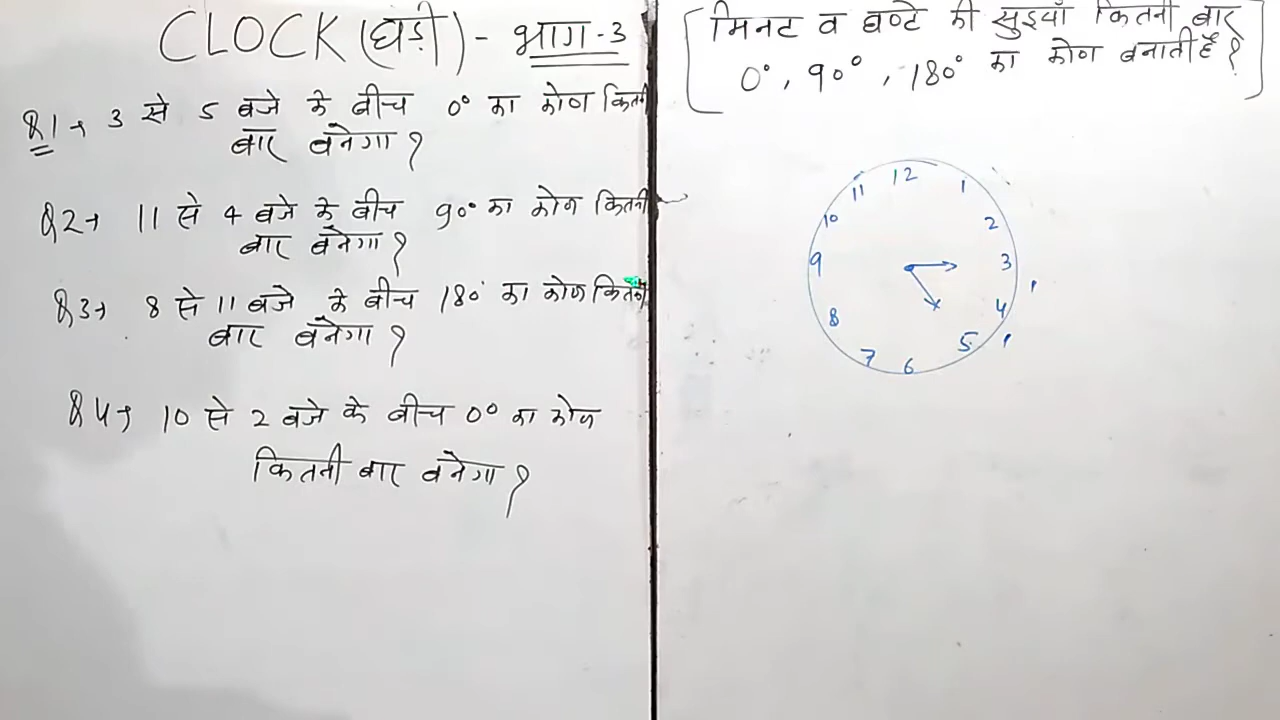 CLOCK (घड़ी) - भाग-3
Q1→ 3 से 5 बजे के बीच 0° का कोण कितनी
बार बनेगा?
Q2→ 11 से 4 बजे के बीच 90° का कोण कितनी
बार बनेगा?
Q3→ 8 से 11 बजे के बीच 180° का कोण कितनी
बार बनेगा?
Q4→ 10 से 2 बजे के बीच 0° का कोण
कितनी बार बनेगा?
[मिनट व घण्टे की सुइयाँ कितनी बार
0°, 90°, 180° का कोण बनाती हैं?]
12
11
1
10
2
9
3
8
4
7
5
6